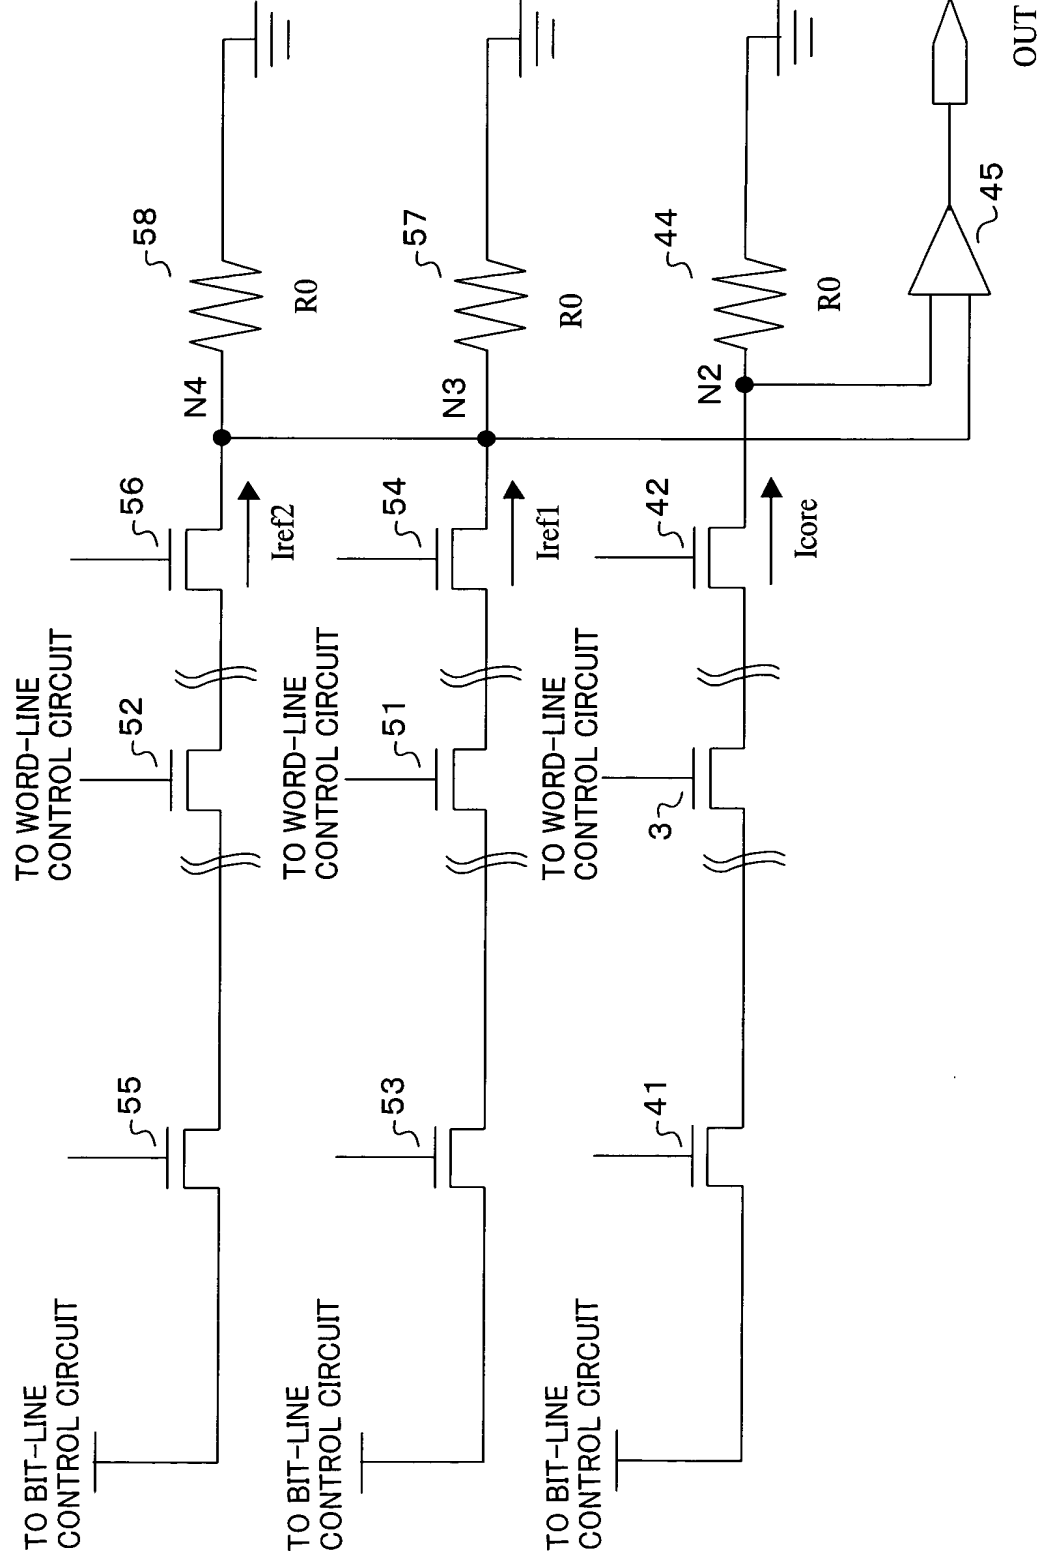 TO BIT-LINE
CONTROL CIRCUIT
55
TO WORD-LINE
CONTROL CIRCUIT
52
56
Iref2
N4
58
R0
TO BIT-LINE
CONTROL CIRCUIT
53
TO WORD-LINE
CONTROL CIRCUIT
51
54
Iref1
N3
57
R0
TO BIT-LINE
CONTROL CIRCUIT
41
TO WORD-LINE
CONTROL CIRCUIT
3
42
Icore
N2
44
R0
45
OUT